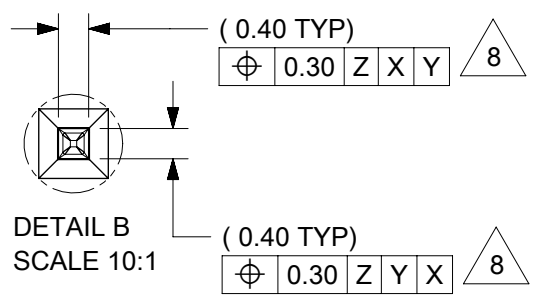 ( 0.40 TYP)
⌖ 0.30 Z X Y 8
DETAIL B
SCALE 10:1
( 0.40 TYP)
⌖ 0.30 Z Y X 8